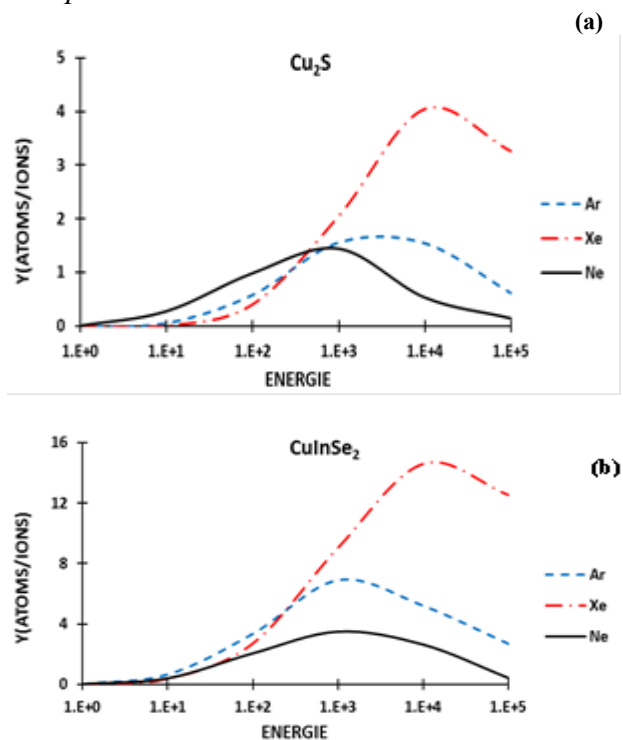 (a)
Cu₂S
Y(ATOMS/IONS)
5
4
3
2
1
0
1.E+0 1.E+1 1.E+2 1.E+3 1.E+4 1.E+5
ENERGIE
Ar
Xe
Ne
CuInSe₂
(b)
Y(ATOMS/IONS)
16
12
8
4
0
1.E+0 1.E+1 1.E+2 1.E+3 1.E+4 1.E+5
ENERGIE
Ar
Xe
Ne